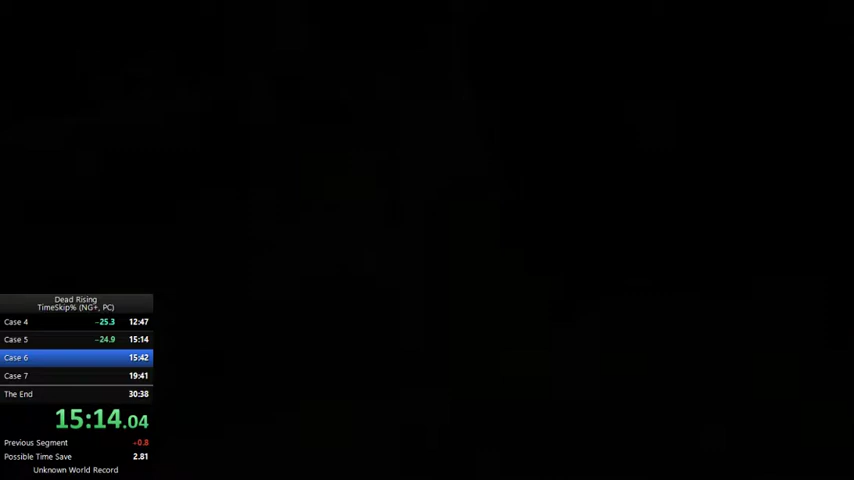 Dead Rising
TimeSkip% (NG+, PC)
Case 4 -25.3 12:47
Case 5 -24.9 15:14
Case 6 15:42
Case 7 19:41
The End 30:38
15:14.04
Previous Segment -0.8
Possible Time Save 2.81
Unknown World Record